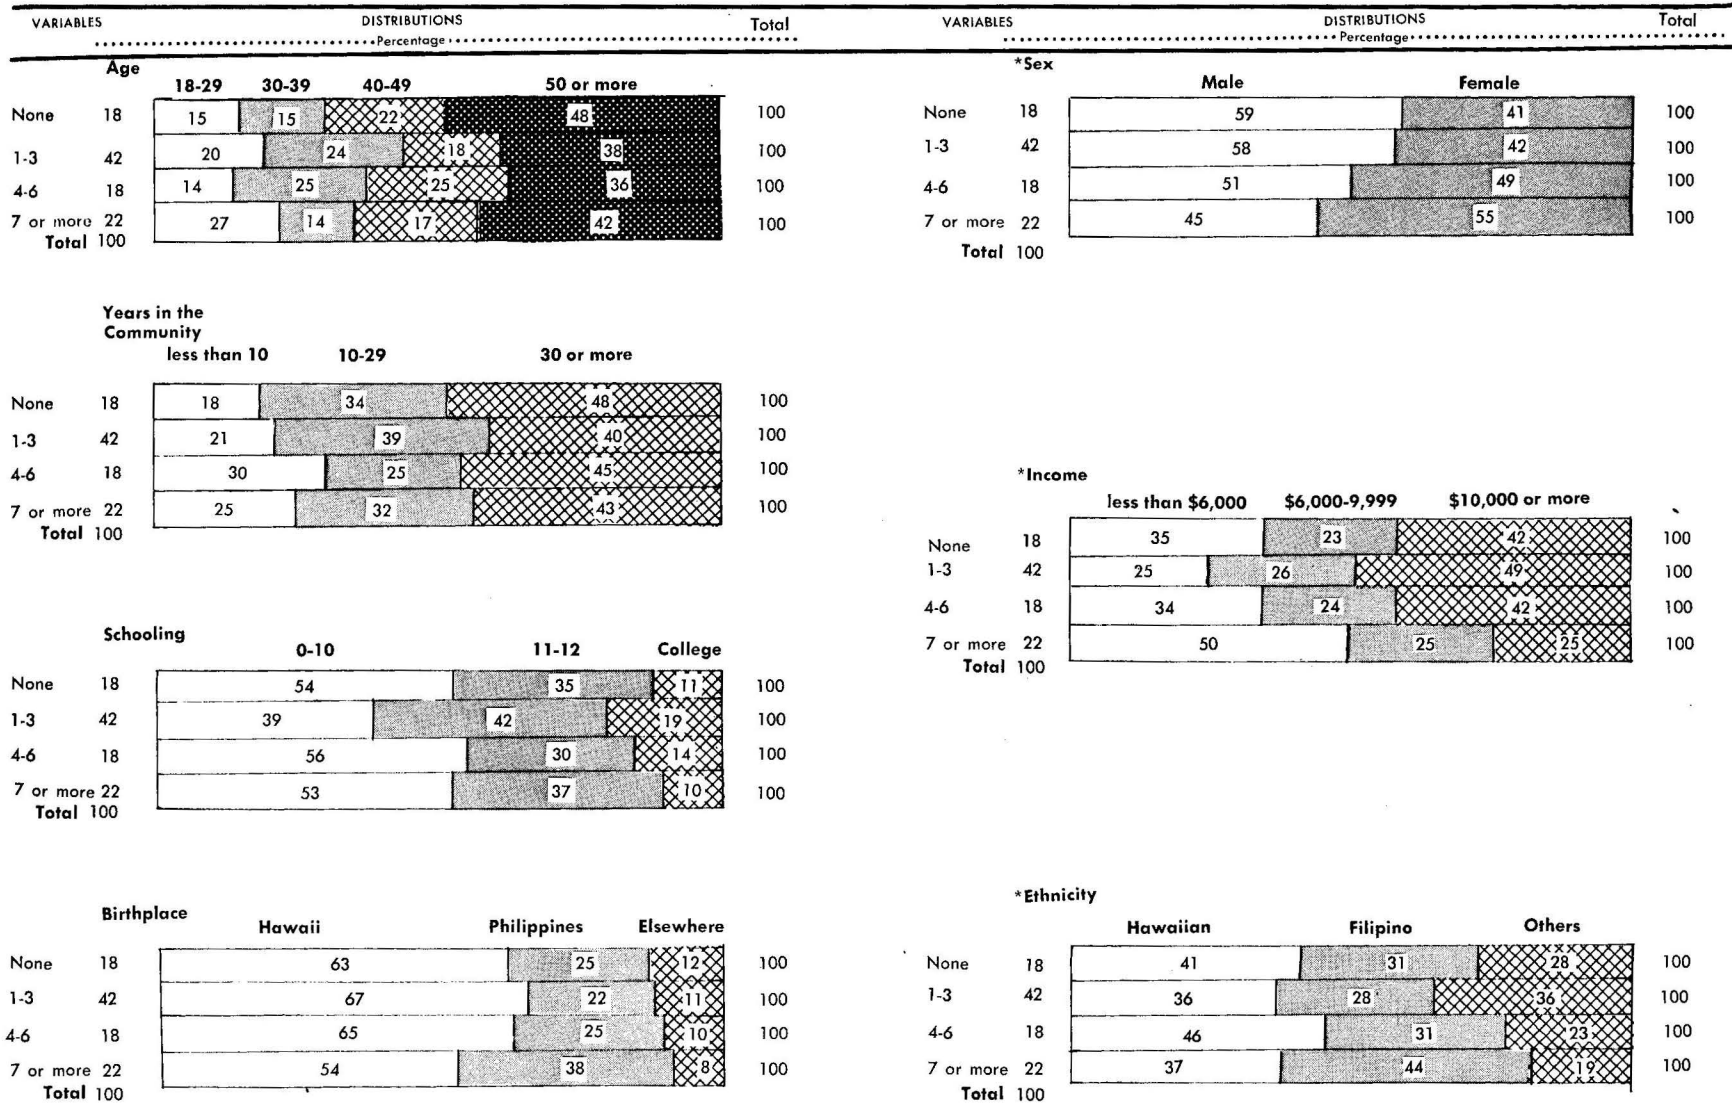 VARIABLES DISTRIBUTIONS Total
Percentage
Age
18-29 30-39 40-49 50 or more
None 18 15 15 22 48 100
1-3 42 20 24 18 38 100
4-6 18 14 25 25 36 100
7 or more 22 27 14 17 42 100
Total 100
Years in the
Community
less than 10 10-29 30 or more
None 18 18 34 48 100
1-3 42 21 39 40 100
4-6 18 30 25 45 100
7 or more 22 25 32 43 100
Total 100
Schooling
0-10 11-12 College
None 18 54 35 11 100
1-3 42 39 42 19 100
4-6 18 56 30 14 100
7 or more 22 53 37 10 100
Total 100
Birthplace
Hawaii Philippines Elsewhere
None 18 63 25 12 100
1-3 42 67 22 11 100
4-6 18 65 25 10 100
7 or more 22 54 38 8 100
Total 100
VARIABLES DISTRIBUTIONS Total
Percentage
*Sex
Male Female
None 18 59 41 100
1-3 42 58 42 100
4-6 18 51 49 100
7 or more 22 45 55 100
Total 100
*Income
less than $6,000 $6,000-9,999 $10,000 or more
None 18 35 23 42 100
1-3 42 25 26 49 100
4-6 18 34 24 42 100
7 or more 22 50 25 25 100
Total 100
*Ethnicity
Hawaiian Filipino Others
None 18 41 31 28 100
1-3 42 36 28 36 100
4-6 18 46 31 23 100
7 or more 22 37 44 19 100
Total 100